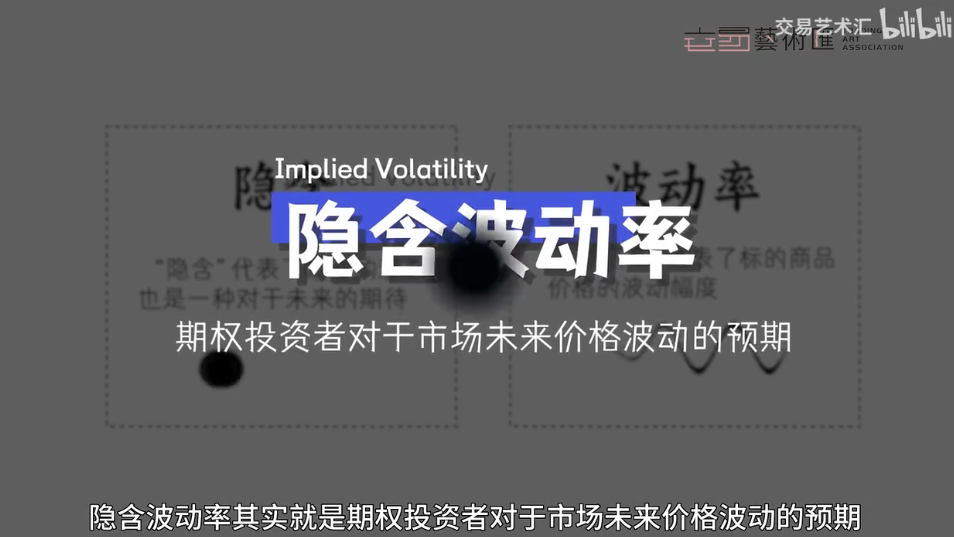 交易艺术汇 bilibili
藝術匯
ART
ASSOCIATION
Implied Volatility
隐含波动率
波动率
“隐含”代表
也是一种对于未来的期待
表了标的商品
价格的波动幅度
期权投资者对于市场未来价格波动的预期
隐含波动率其实就是期权投资者对于市场未来价格波动的预期